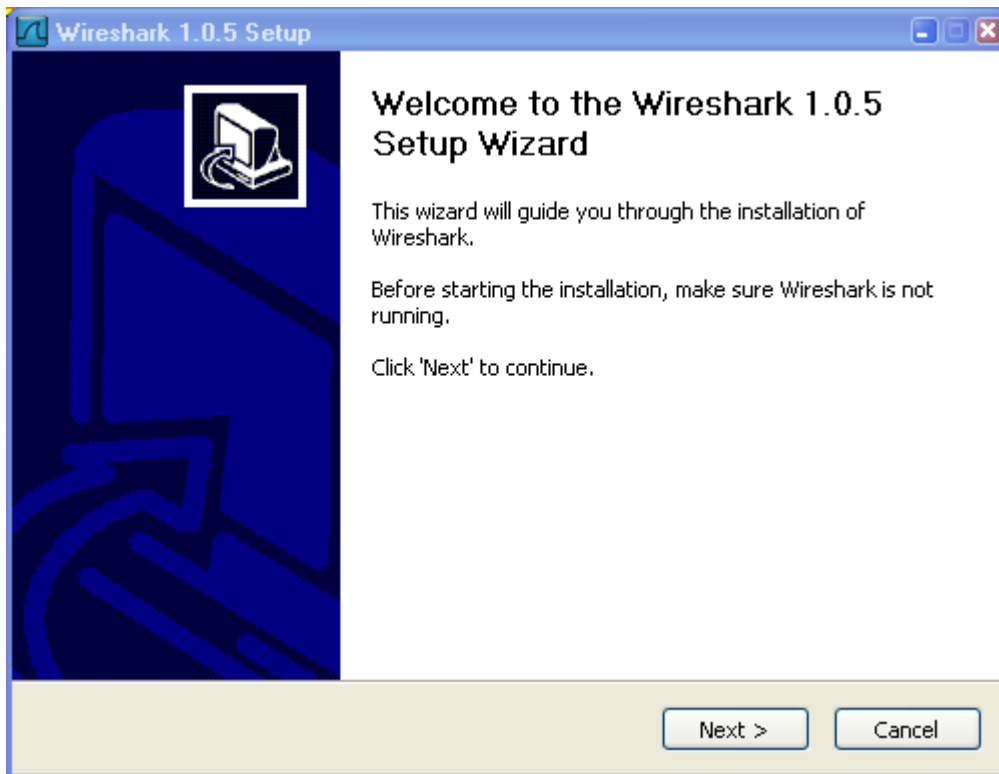 Wireshark 1.0.5 Setup
Welcome to the Wireshark 1.0.5
Setup Wizard
This wizard will guide you through the installation of
Wireshark.
Before starting the installation, make sure Wireshark is not
running.
Click 'Next' to continue.
Next >
Cancel